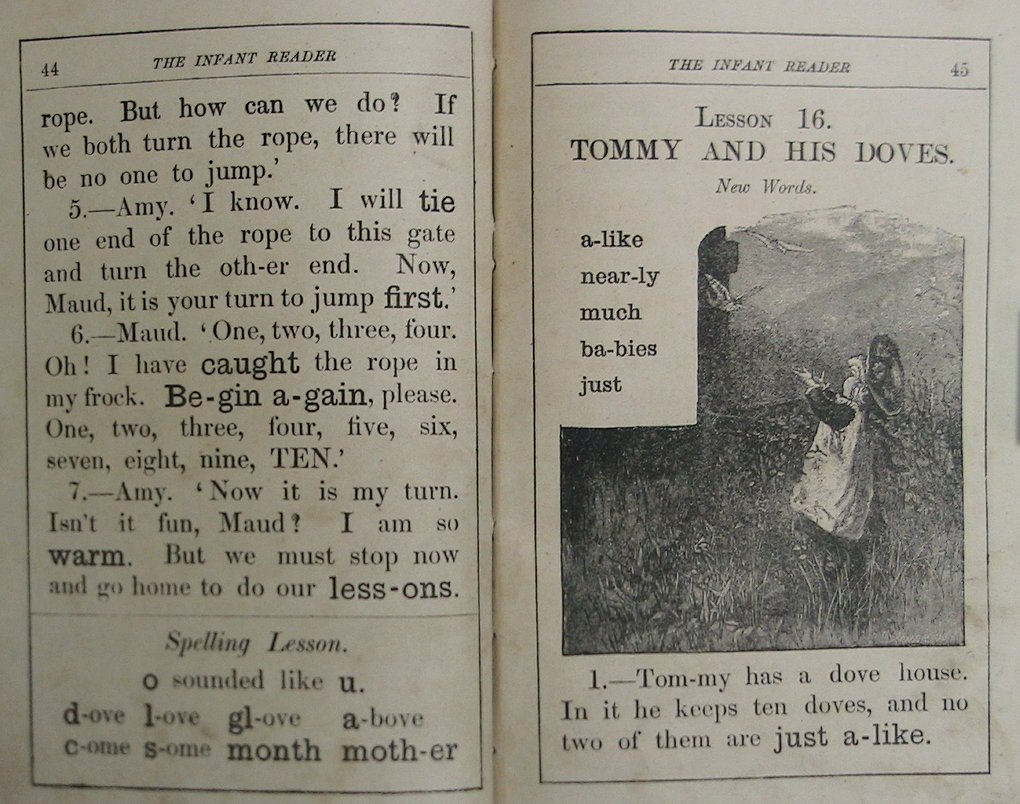 44
THE INFANT READER
rope. But how can we do? If
we both turn the rope, there will
be no one to jump.'
5.—Amy. 'I know. I will tie
one end of the rope to this gate
and turn the oth-er end. Now,
Maud, it is your turn to jump first.'
6.—Maud. 'One, two, three, four.
Oh! I have caught the rope in
my frock. Be-gin a-gain, please.
One, two, three, four, five, six,
seven, eight, nine, TEN.'
7.—Amy. 'Now it is my turn.
Isn't it fun, Maud? I am so
warm. But we must stop now
and go home to do our less-ons.
Spelling Lesson.
o sounded like u.
d-ove l-ove gl-ove a-bove
c-ome s-ome month moth-er
THE INFANT READER
45
LESSON 16.
TOMMY AND HIS DOVES.
New Words.
a-like
near-ly
much
ba-bies
just
1.—Tom-my has a dove house.
In it he keeps ten doves, and no
two of them are just a-like.